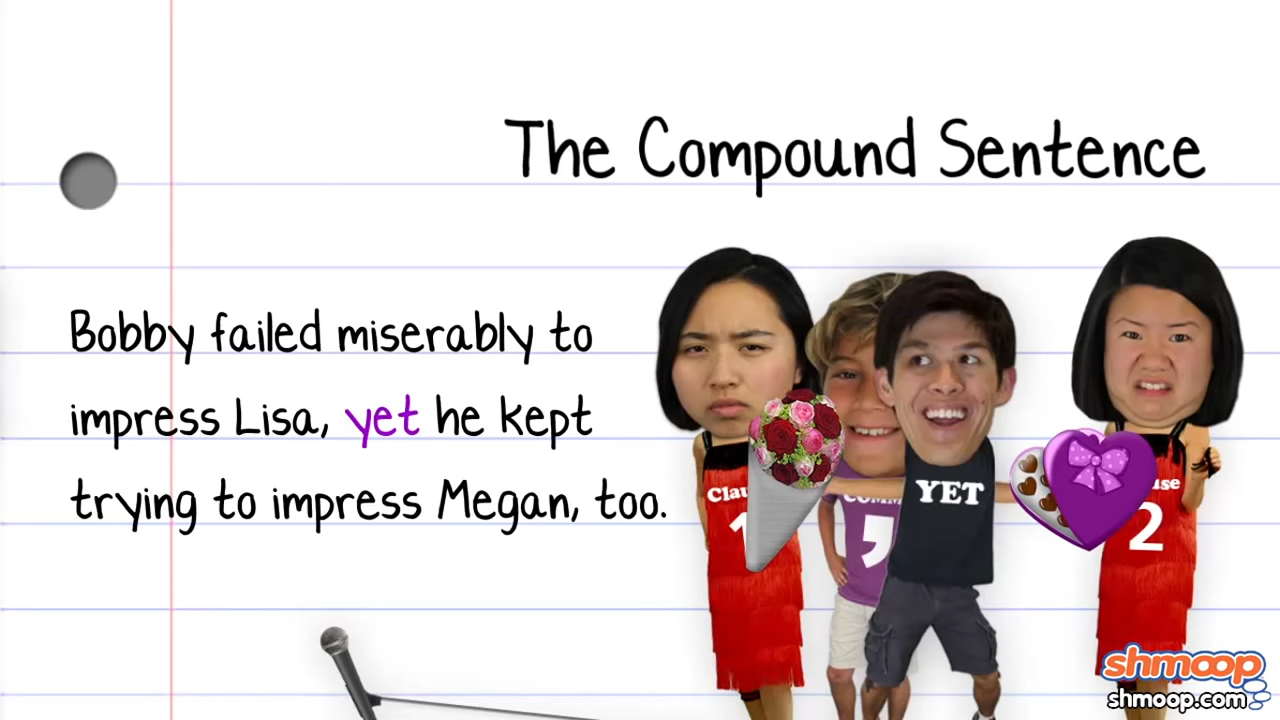 The Compound Sentence
Bobby failed miserably to
impress Lisa, yet he kept
trying to impress Megan, too.
YET
1
,
2
shmoop
shmoop.com